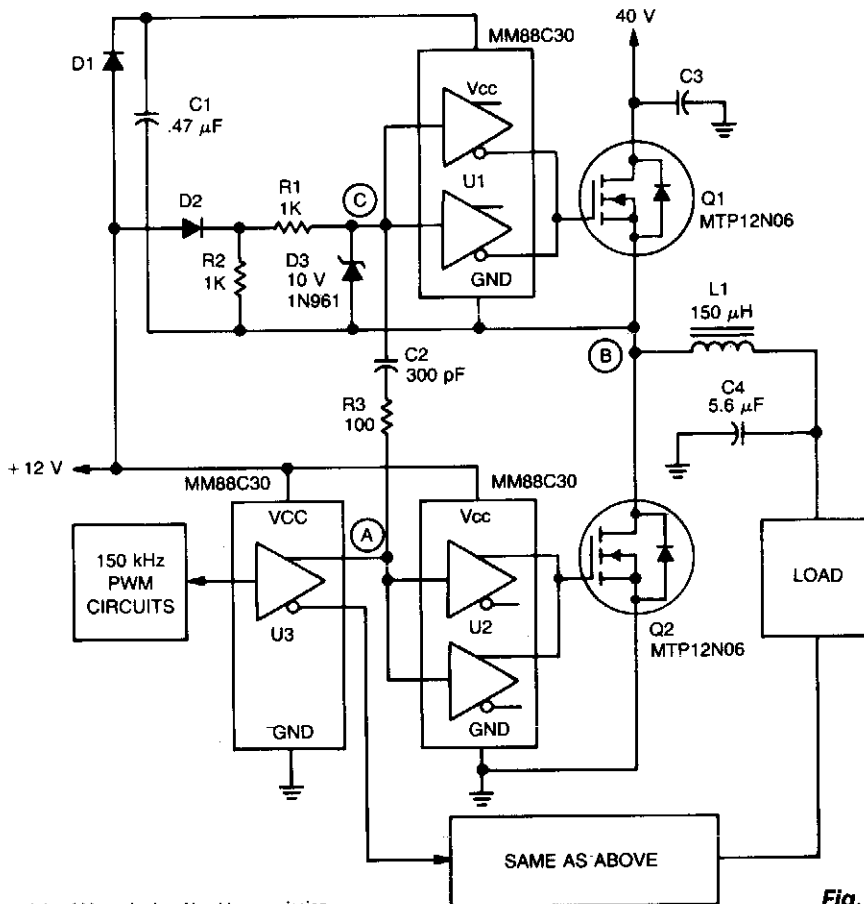 40 V
MM88C30
D1
C1
.47 μF
Vcc
C3
U1
R1
1K
C
D2
Q1
MTP12N06
R2
1K
D3
10 V
1N961
GND
L1
150 μH
B
C2
300 pF
C4
5.6 μF
R3
100
+ 12 V
MM88C30
MM88C30
VCC
A
Vcc
150 kHz
PWM
CIRCUITS
LOAD
U3
U2
Q2
MTP12N06
GND
GND
SAME AS ABOVE
Fig.